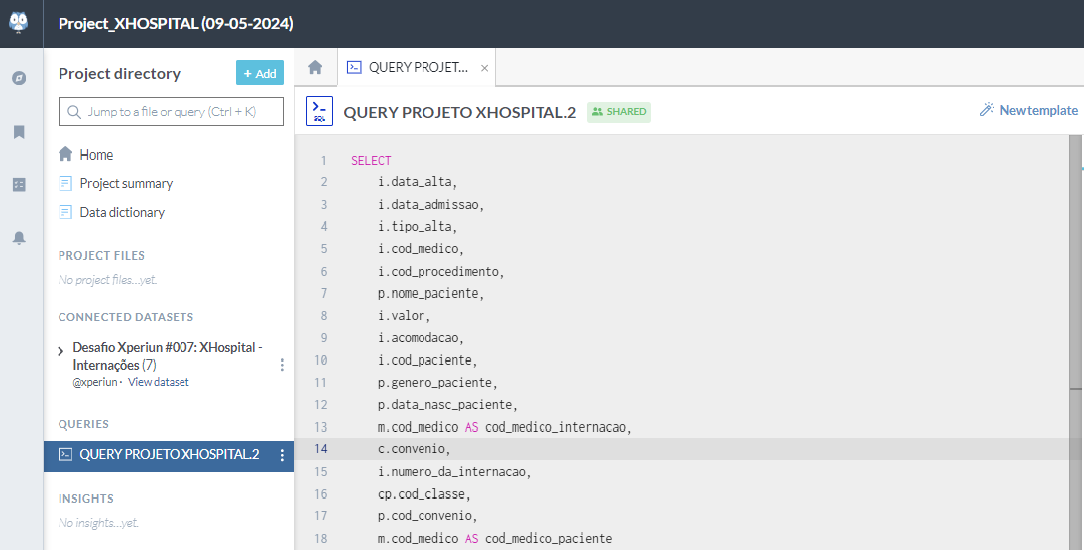 Project_XHOSPITAL (09-05-2024)
Project directory
+ Add
Jump to a file or query (Ctrl + K)
Home
Project summary
Data dictionary
PROJECT FILES
No project files...yet.
CONNECTED DATASETS
Desafio Xperiun #007: XHospital -
Internações (7)
@xperiun · View dataset
QUERIES
QUERY PROJETO XHOSPITAL.2
INSIGHTS
No insights...yet.
QUERY PROJET... ×
QUERY PROJETO XHOSPITAL.2 SHARED
New template
1 SELECT
2 i.data_alta,
3 i.data_admissao,
4 i.tipo_alta,
5 i.cod_medico,
6 i.cod_procedimento,
7 p.nome_paciente,
8 i.valor,
9 i.acomodacao,
10 i.cod_paciente,
11 p.genero_paciente,
12 p.data_nasc_paciente,
13 m.cod_medico AS cod_medico_internacao,
14 c.convenio,
15 i.numero_da_internacao,
16 cp.cod_classe,
17 p.cod_convenio,
18 m.cod_medico AS cod_medico_paciente